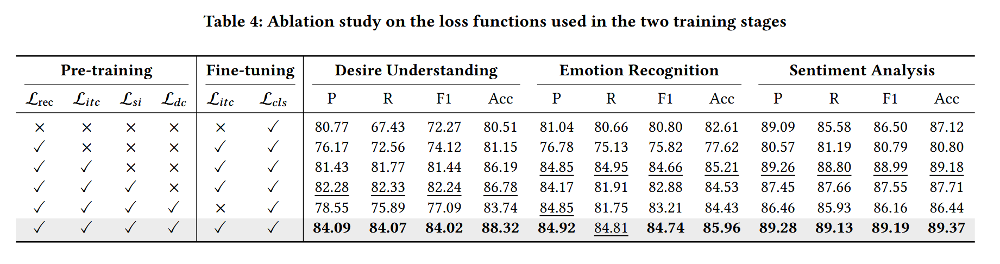 Table 4: Ablation study on the loss functions used in the two training stages
Pre-training Fine-tuning Desire Understanding Emotion Recognition Sentiment Analysis
ℒrec ℒitc ℒsi ℒdc ℒitc ℒcls P R F1 Acc P R F1 Acc P R F1 Acc
× × × × × ✓ 80.77 67.43 72.27 80.51 81.04 80.66 80.80 82.61 89.09 85.58 86.50 87.12
✓ × × × ✓ ✓ 76.17 72.56 74.12 81.15 76.78 75.13 75.82 77.62 80.57 81.19 80.79 80.80
✓ ✓ × × ✓ ✓ 81.43 81.77 81.44 86.19 84.85 84.95 84.66 85.21 89.26 88.80 88.99 89.18
✓ ✓ ✓ × ✓ ✓ 82.28 82.33 82.24 86.78 84.17 81.91 82.88 84.53 87.45 87.66 87.55 87.71
✓ ✓ ✓ ✓ × ✓ 78.55 75.89 77.09 83.74 84.85 81.75 83.21 84.43 86.46 85.93 86.16 86.44
✓ ✓ ✓ ✓ ✓ ✓ 84.09 84.07 84.02 88.32 84.92 84.81 84.74 85.96 89.28 89.13 89.19 89.37